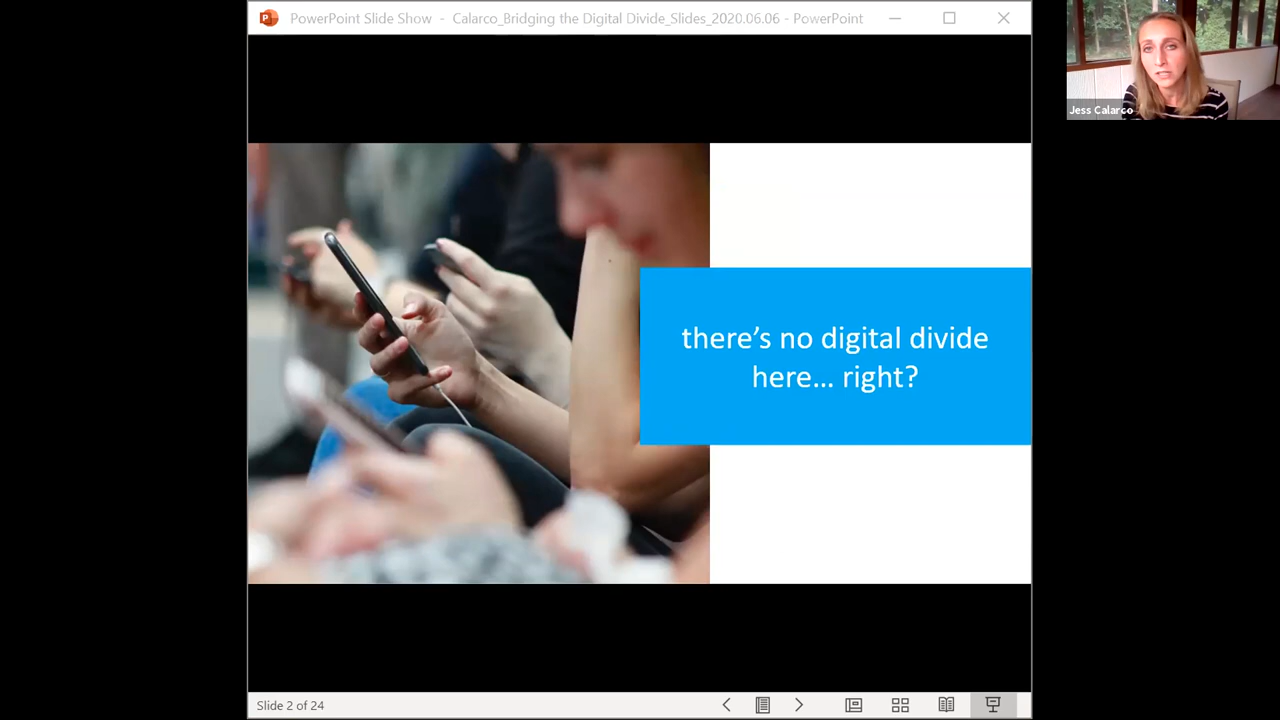 PowerPoint Slide Show - Calarco_Bridging the Digital Divide_Slides_2020.06.06 - PowerPoint
Jess Calarco
there's no digital divide
here... right?
Slide 2 of 24